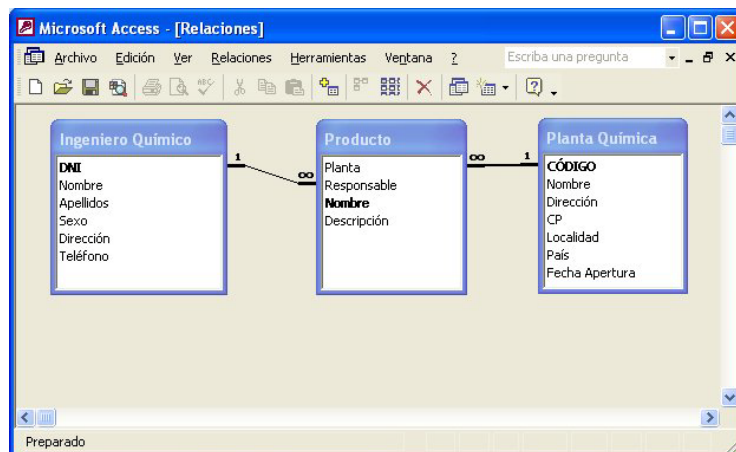 Microsoft Access - [Relaciones]
Archivo Edición Ver Relaciones Herramientas Ventana ? Escriba una pregunta
Ingeniero Químico
DNI
Nombre
Apellidos
Sexo
Dirección
Teléfono
1
∞
Producto
Planta
Responsable
Nombre
Descripción
∞
1
Planta Química
CÓDIGO
Nombre
Dirección
CP
Localidad
País
Fecha Apertura
Preparado